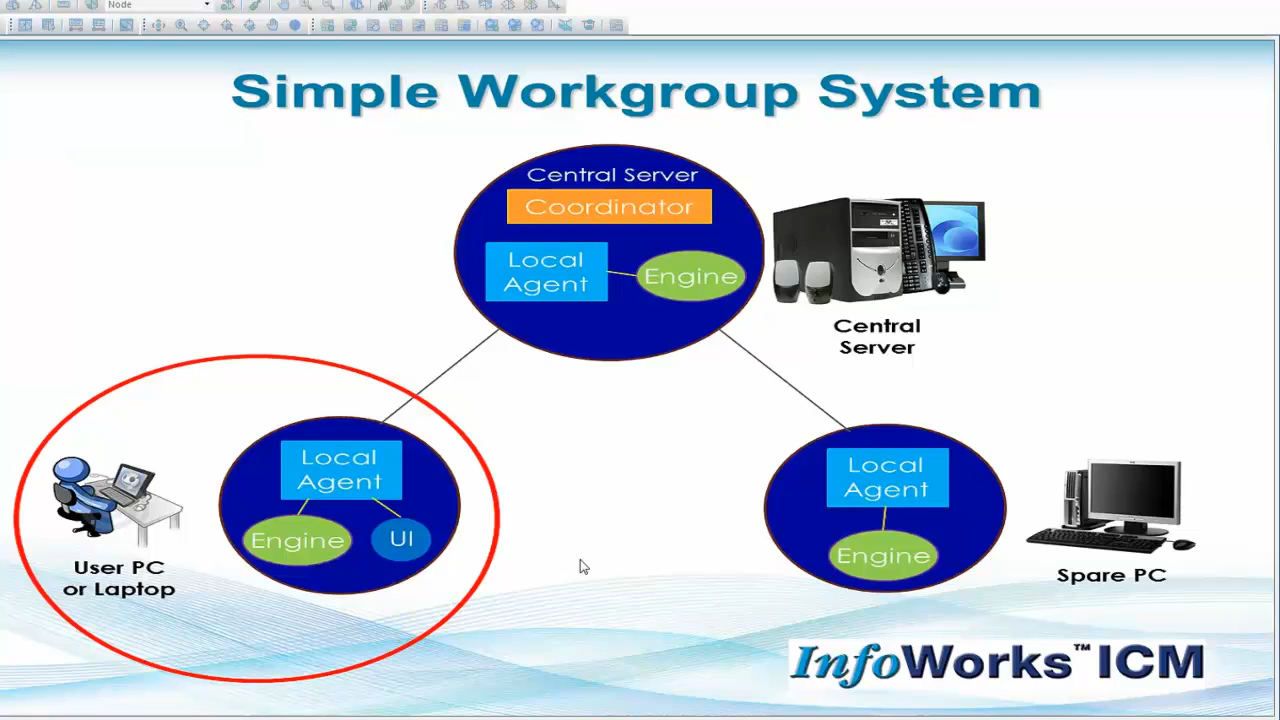 Node
Simple Workgroup System
Central Server
Coordinator
Local
Agent
Engine
Central
Server
Local
Agent
Engine
UI
User PC
or Laptop
Local
Agent
Engine
Spare PC
InfoWorks™ ICM